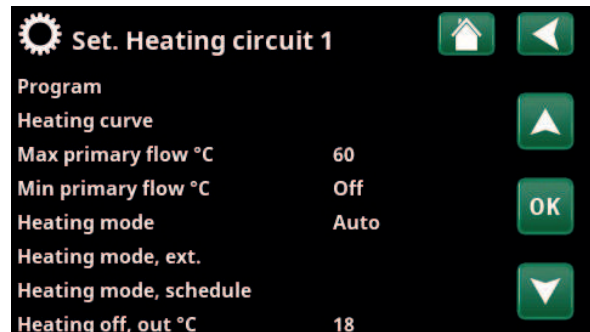 Set. Heating circuit 1
Program
Heating curve
Max primary flow °C 60
Min primary flow °C Off
Heating mode Auto
OK
Heating mode, ext.
Heating mode, schedule
Heating off, out °C 18